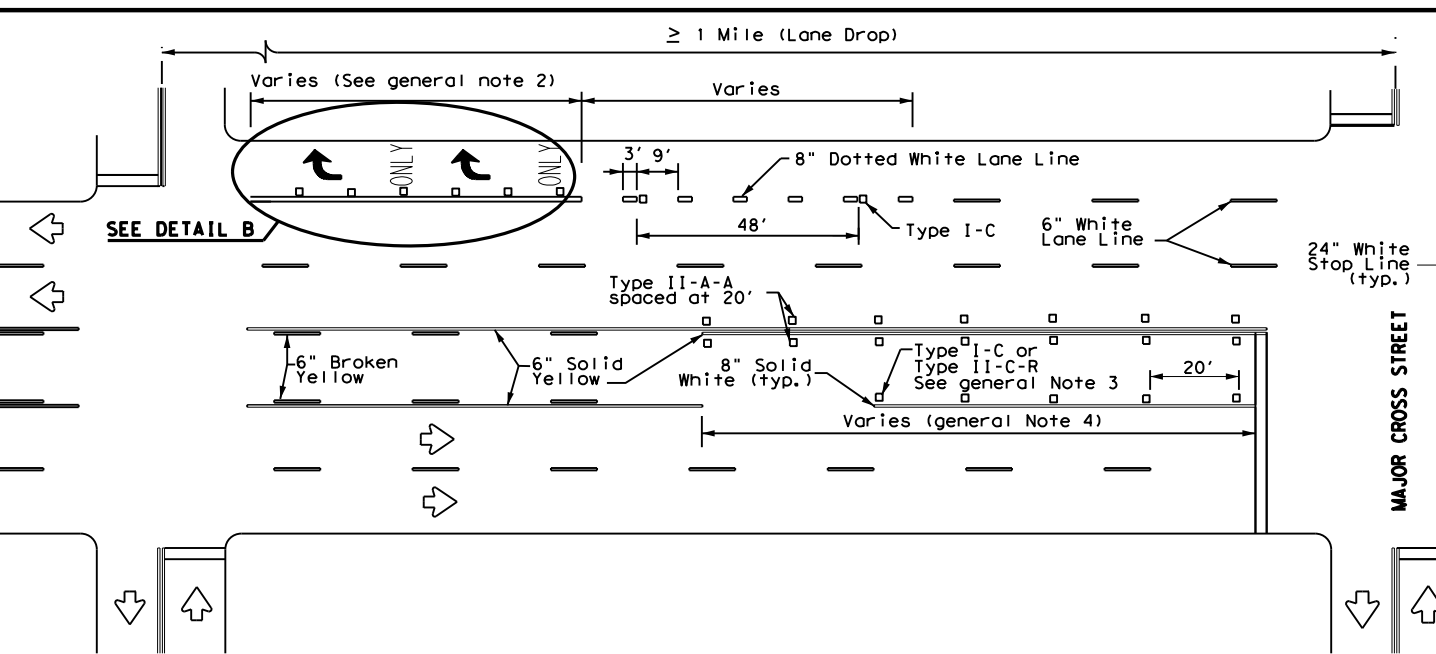 ≥ 1 Mile (Lane Drop)
Varies (See general note 2)
Varies
ONLY
ONLY
3' 9'
8" Dotted White Lane Line
SEE DETAIL B
48'
Type I-C
6" White
Lane Line
24" White
Stop Line
(typ.)
Type II-A-A
spaced at 20'
6" Broken
Yellow
6" Solid
Yellow
8" Solid
White (typ.)
Type I-C or
Type II-C-R
See general Note 3
20'
Varies (general Note 4)
MAJOR CROSS STREET